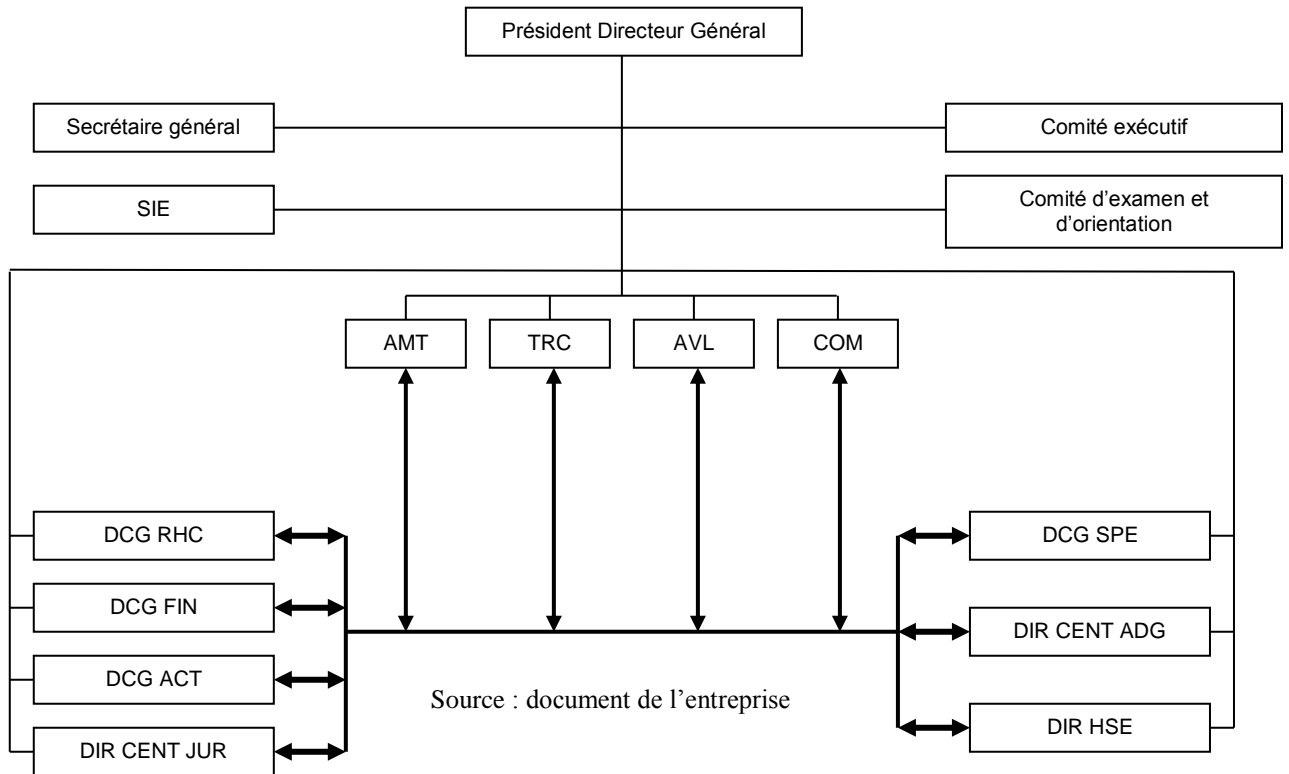 Président Directeur Général
Secrétaire général
Comité exécutif
SIE
Comité d'examen et
d'orientation
AMT
TRC
AVL
COM
DCG RHC
DCG SPE
DCG FIN
DIR CENT ADG
DCG ACT
Source : document de l'entreprise
DIR HSE
DIR CENT JUR